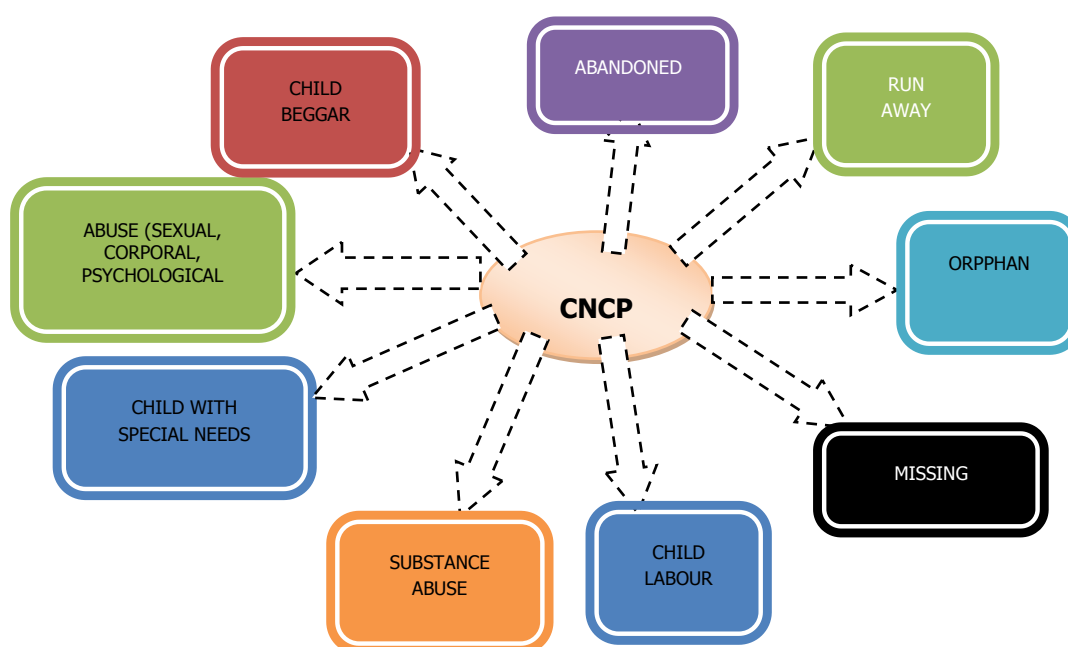 ABANDONED
RUN
AWAY
CHILD
BEGGAR
ABUSE (SEXUAL,
CORPORAL,
PSYCHOLOGICAL
ORPPHAN
CNCP
CHILD WITH
SPECIAL NEEDS
MISSING
SUBSTANCE
ABUSE
CHILD
LABOUR